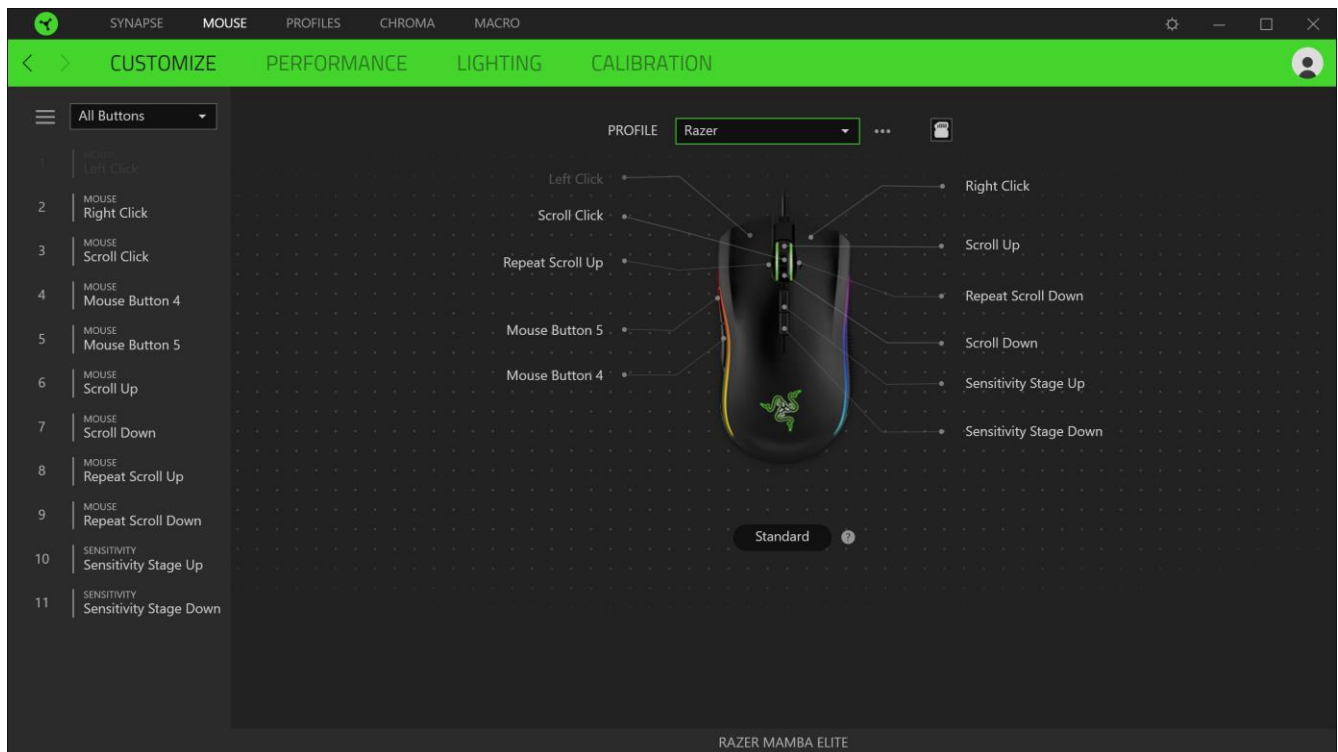 SYNAPSE MOUSE PROFILES CHROMA MACRO
CUSTOMIZE PERFORMANCE LIGHTING CALIBRATION
All Buttons
1 MOUSE
Left Click
2 MOUSE
Right Click
3 MOUSE
Scroll Click
4 MOUSE
Mouse Button 4
5 MOUSE
Mouse Button 5
6 MOUSE
Scroll Up
7 MOUSE
Scroll Down
8 MOUSE
Repeat Scroll Up
9 MOUSE
Repeat Scroll Down
10 SENSITIVITY
Sensitivity Stage Up
11 SENSITIVITY
Sensitivity Stage Down
PROFILE Razer
Left Click
Scroll Click
Repeat Scroll Up
Mouse Button 5
Mouse Button 4
Right Click
Scroll Up
Repeat Scroll Down
Scroll Down
Sensitivity Stage Up
Sensitivity Stage Down
Standard ?
RAZER MAMBA ELITE